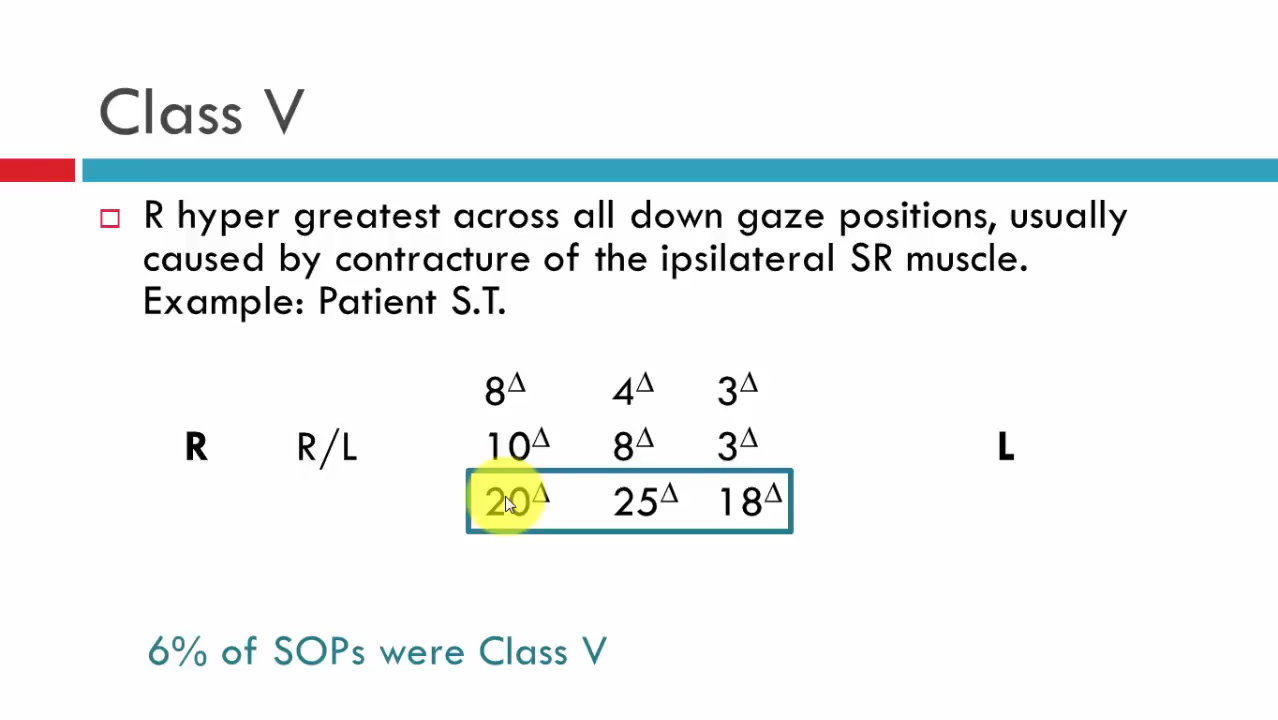 Class V
R hyper greatest across all down gaze positions, usually
caused by contracture of the ipsilateral SR muscle.
Example: Patient S.T.
8Δ 4Δ 3Δ
R R/L 10Δ 8Δ 3Δ L
20Δ 25Δ 18Δ
6% of SOPs were Class V